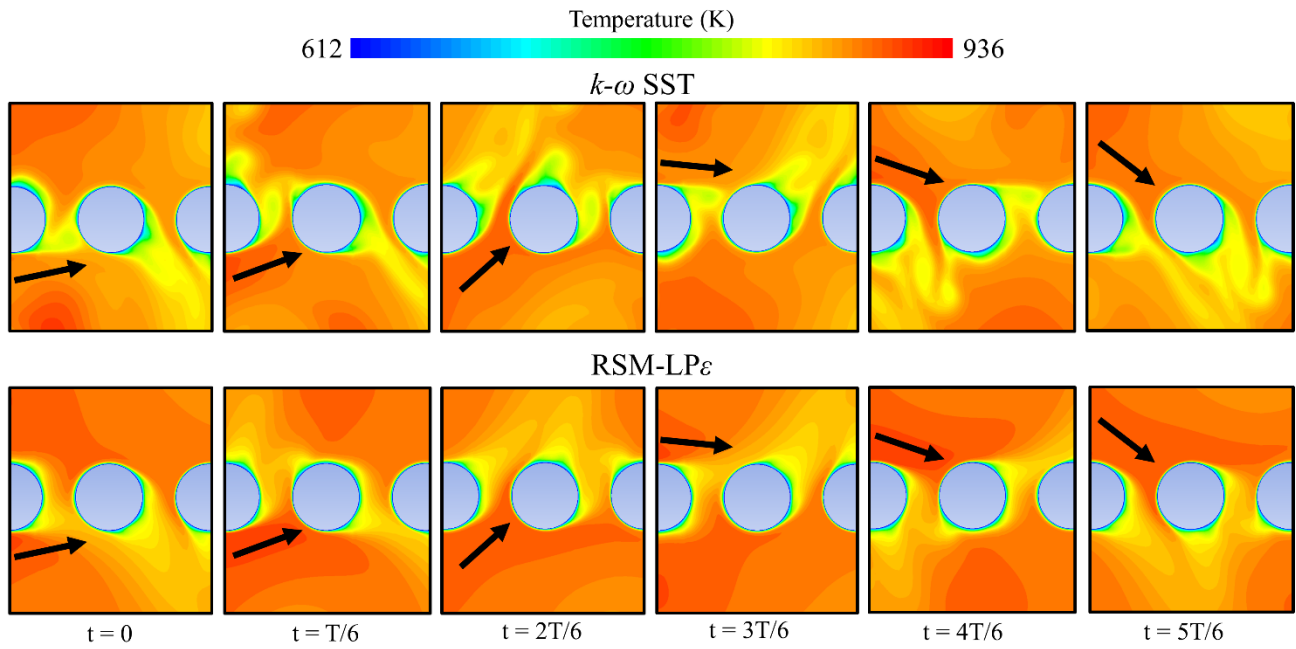 Temperature (K)
612 936
k-ω SST
RSM-LPε
t = 0 t = T/6 t = 2T/6 t = 3T/6 t = 4T/6 t = 5T/6